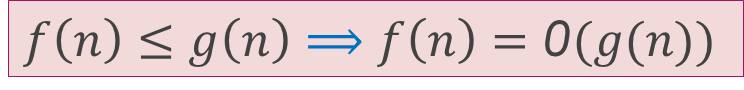 f(n) ≤ g(n) ⟹ f(n) = O(g(n))